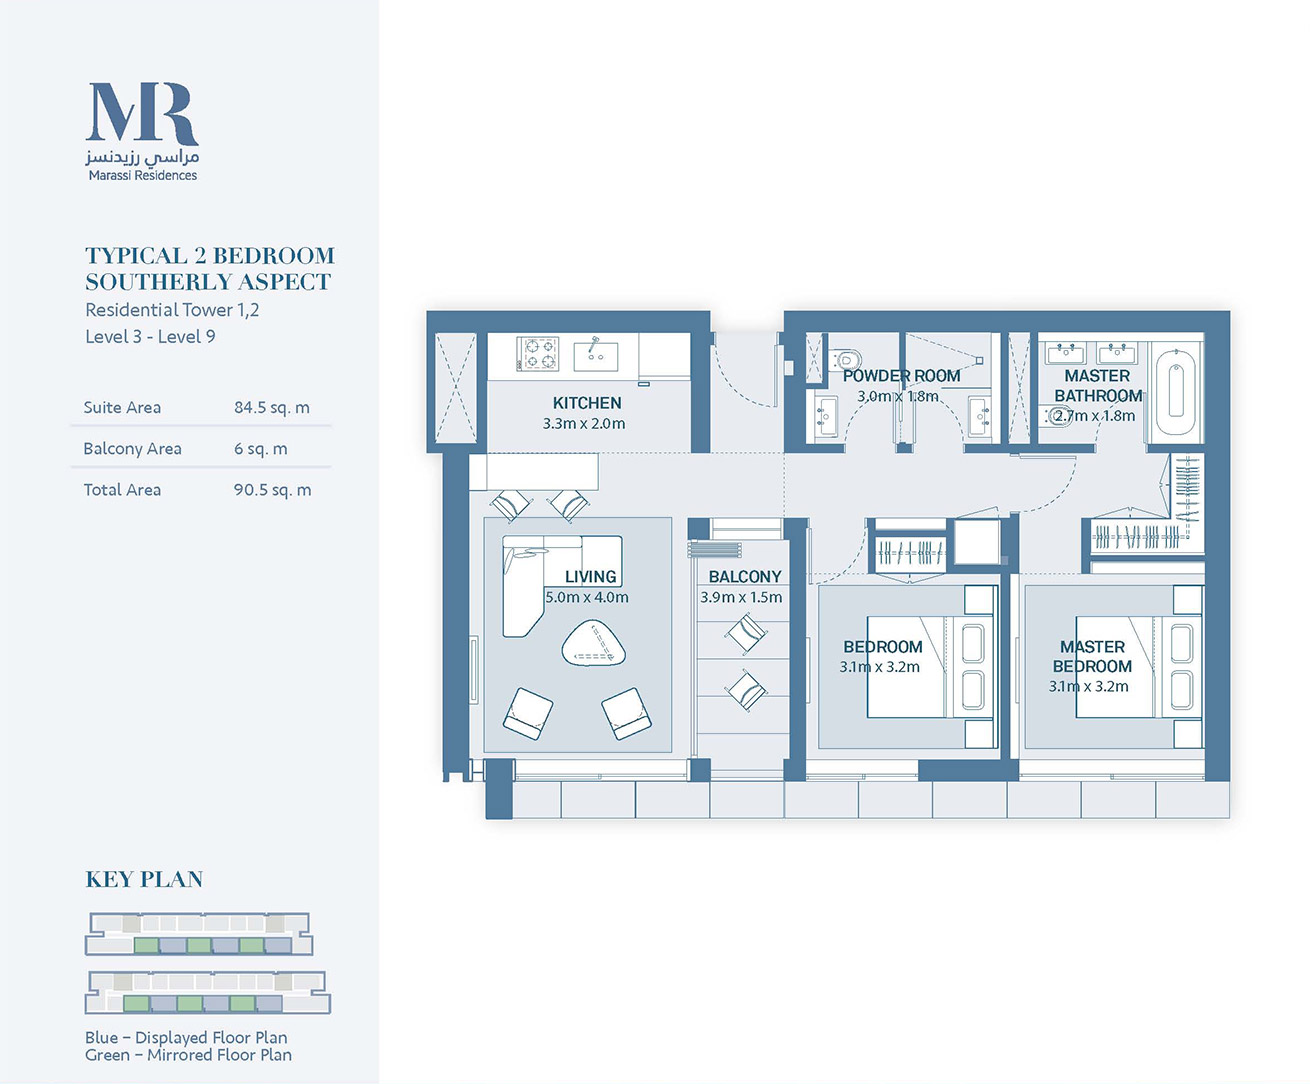 MR
مراسي رزيدنسز
Marassi Residences
TYPICAL 2 BEDROOM
SOUTHERLY ASPECT
Residential Tower 1,2
Level 3 - Level 9
Suite Area 84.5 sq. m
Balcony Area 6 sq. m
Total Area 90.5 sq. m
KITCHEN
3.3m x 2.0m
POWDER ROOM
3.0m x 1.8m
MASTER
BATHROOM
2.7m x 1.8m
LIVING
5.0m x 4.0m
BALCONY
3.9m x 1.5m
BEDROOM
3.1m x 3.2m
MASTER
BEDROOM
3.1m x 3.2m
KEY PLAN
Blue – Displayed Floor Plan
Green – Mirrored Floor Plan